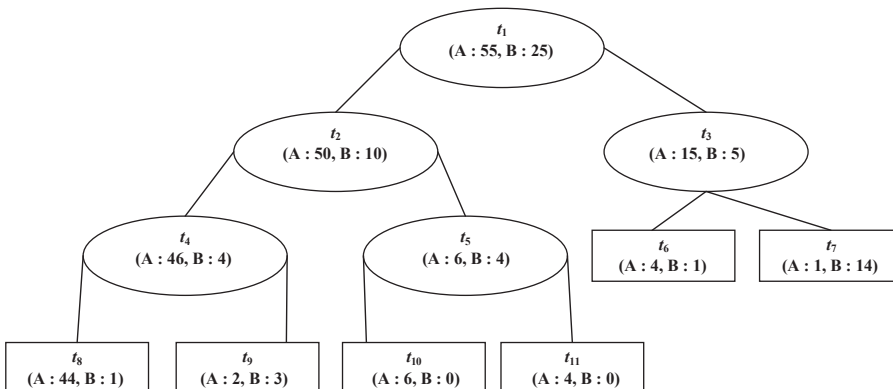 t₁
(A : 55, B : 25)
t₂
(A : 50, B : 10)
t₃
(A : 15, B : 5)
t₄
(A : 46, B : 4)
t₅
(A : 6, B : 4)
t₆
(A : 4, B : 1)
t₇
(A : 1, B : 14)
t₈
(A : 44, B : 1)
t₉
(A : 2, B : 3)
t₁₀
(A : 6, B : 0)
t₁₁
(A : 4, B : 0)